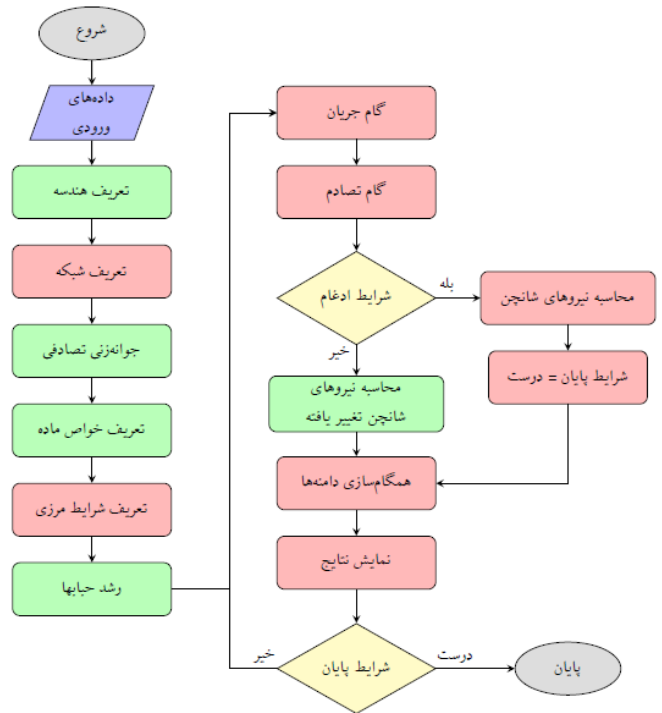 شروع
داده‌های
ورودی
تعریف هندسه
تعریف شبکه
جوانه‌زنی تصادفی
تعریف خواص ماده
تعریف شرایط مرزی
رشد حبابها
گام جریان
گام تصادم
شرایط ادغام
بله
خیر
محاسبه نیروهای شانچن
شرایط پایان = درست
محاسبه نیروهای
شانچن تغییر یافته
همگام‌سازی دامنه‌ها
نمایش نتایج
شرایط پایان
خیر
درست
پایان